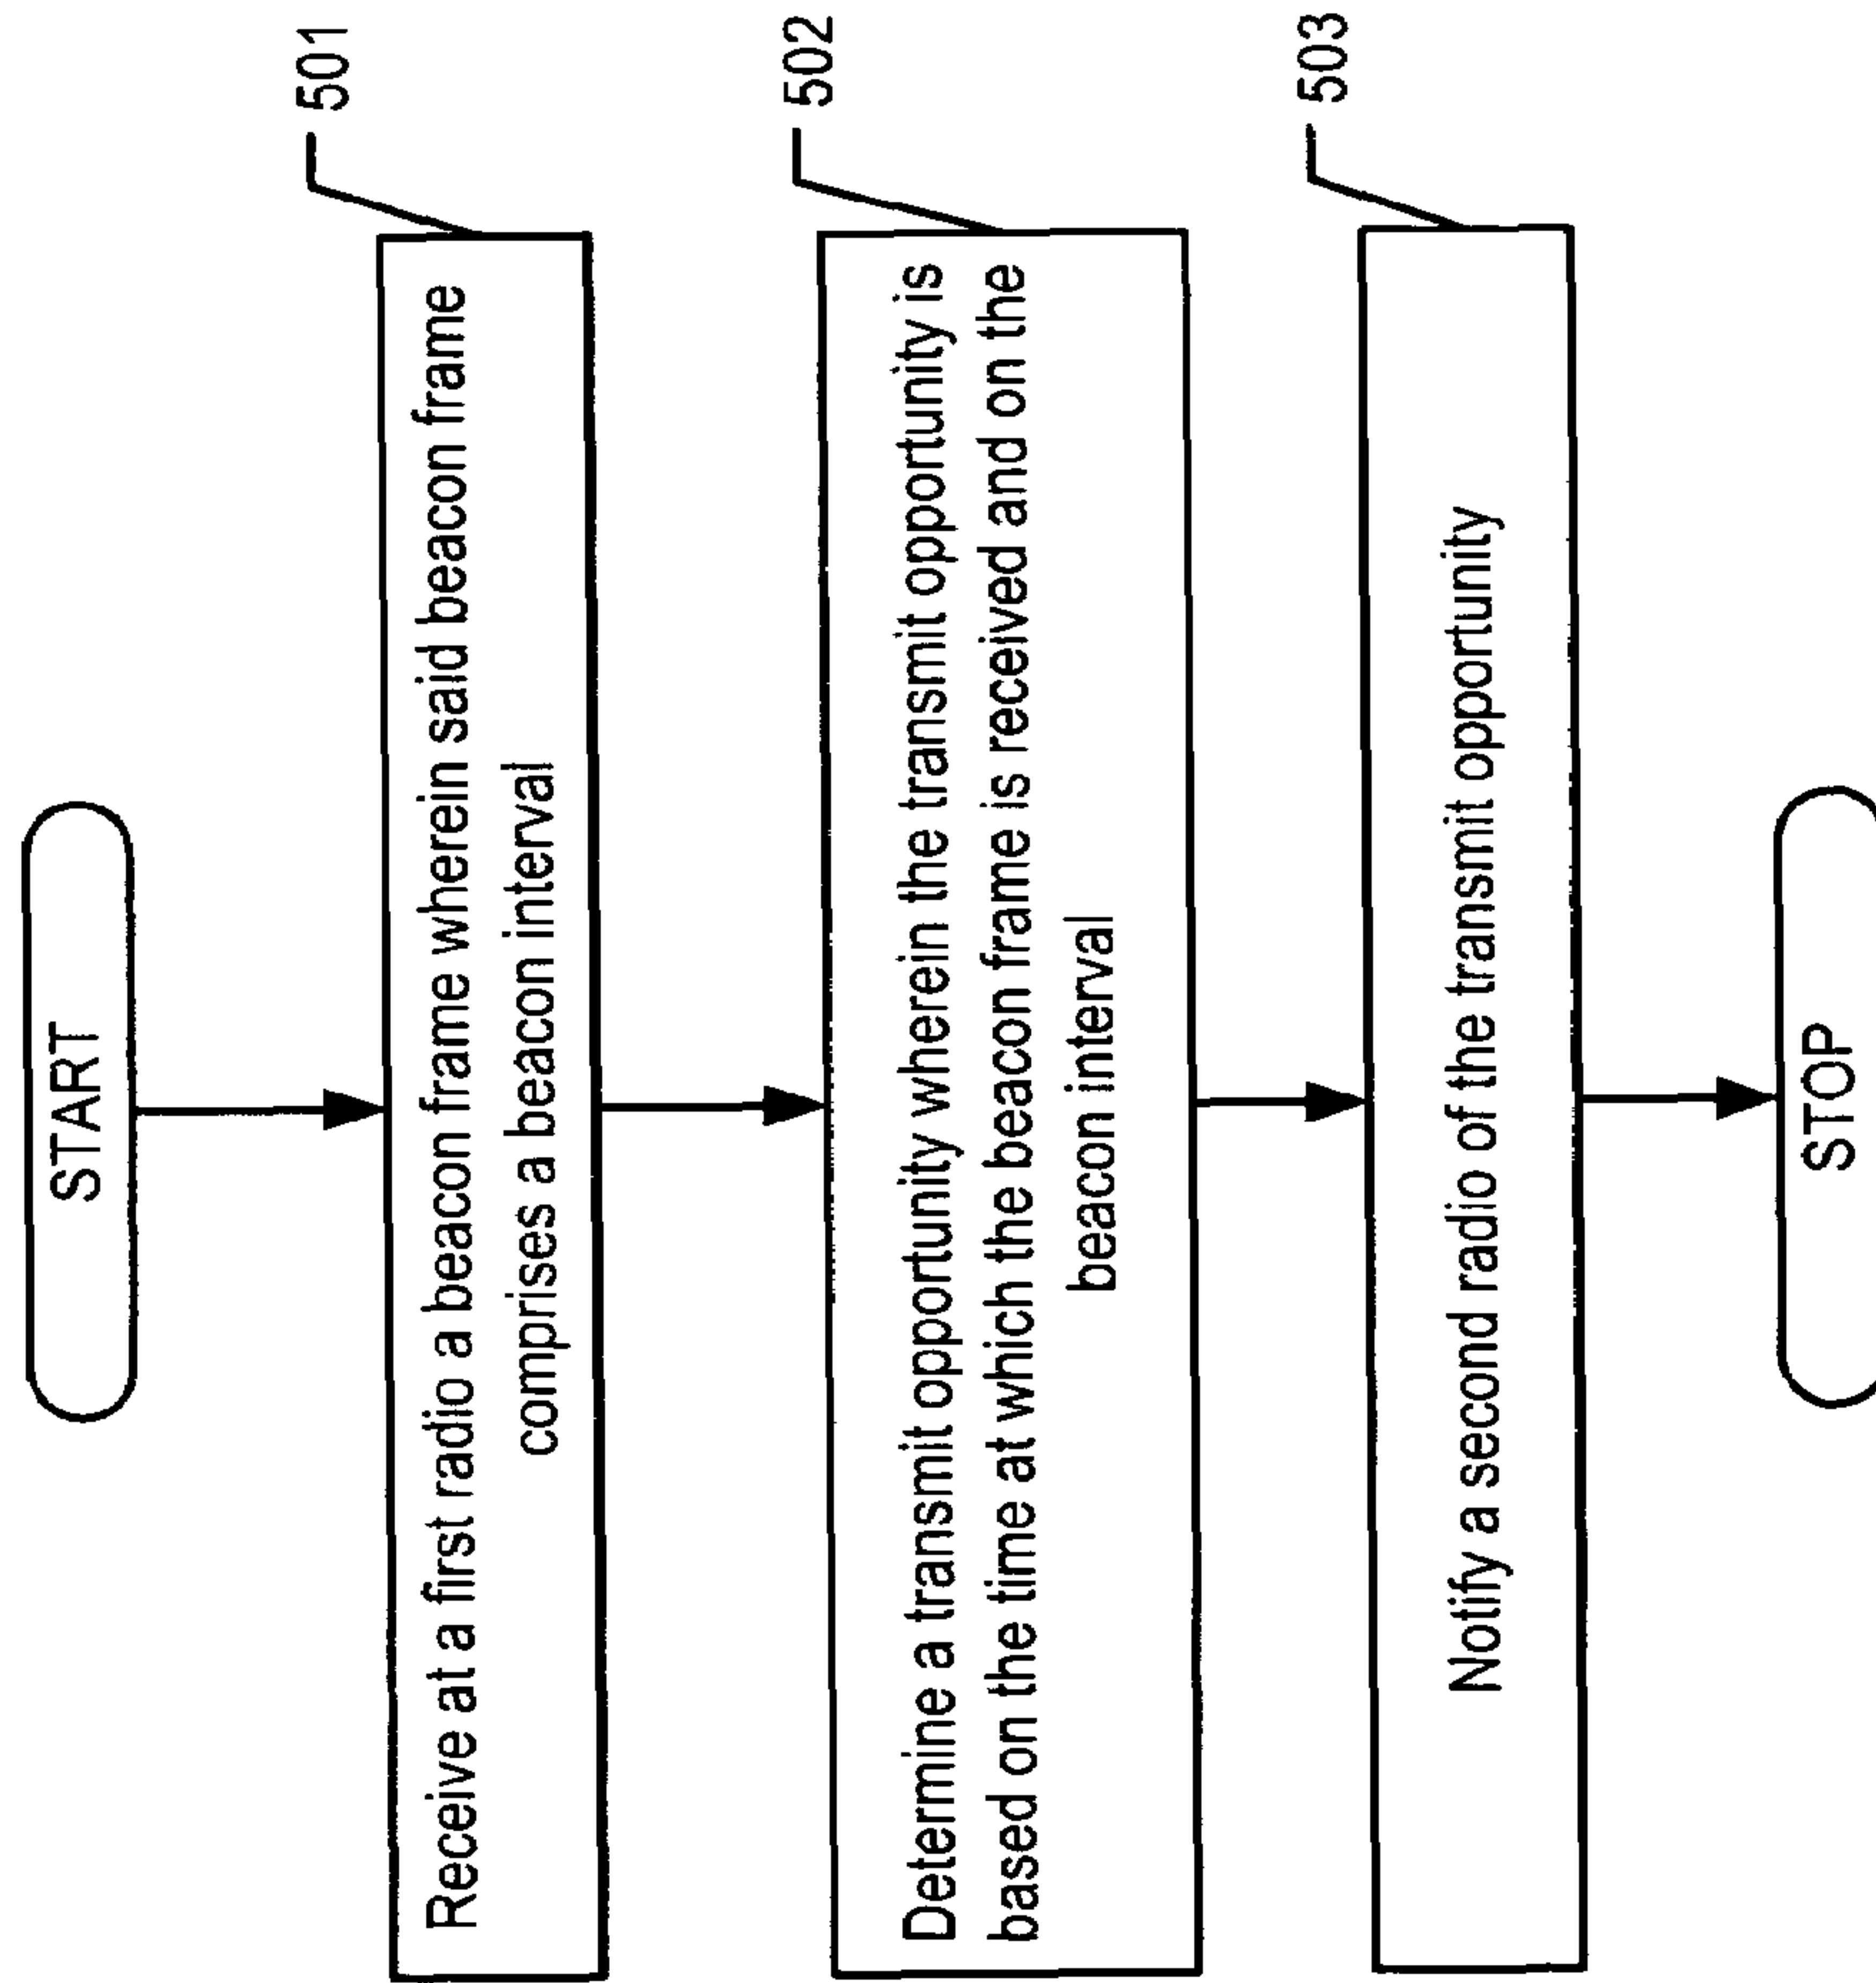 START
Receive at a first radio a beacon frame wherein said beacon frame
comprises a beacon interval
501
Determine a transmit opportunity wherein the transmit opportunity is
based on the time at which the beacon frame is received and on the
beacon interval
502
Notify a second radio of the transmit opportunity
503
STOP